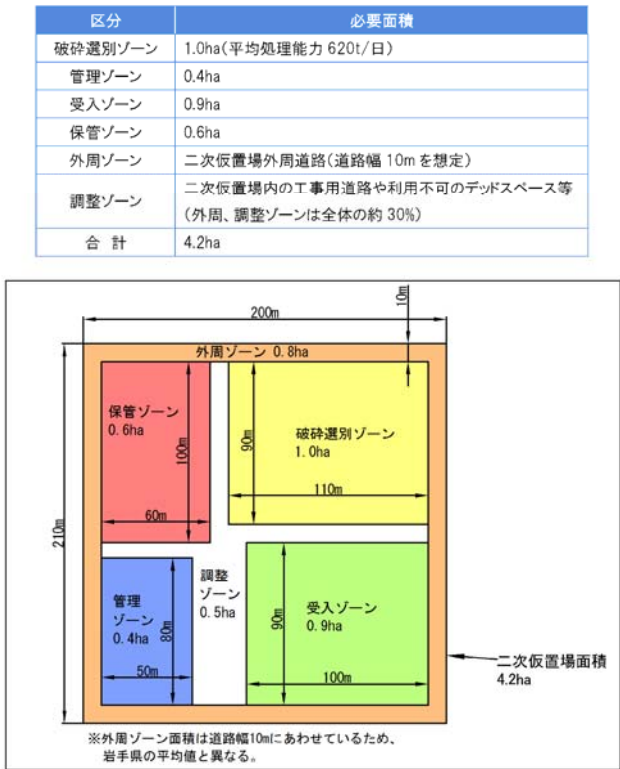 区分 必要面積
破砕選別ゾーン 1.0ha(平均処理能力 620t/日)
管理ゾーン 0.4ha
受入ゾーン 0.9ha
保管ゾーン 0.6ha
外周ゾーン 二次仮置場外周道路(道路幅 10m を想定)
調整ゾーン 二次仮置場内の工事用道路や利用不可のデッドスペース等
(外周、調整ゾーンは全体の約 30%)
合 計 4.2ha
10m
200m
外周ゾーン 0.8ha
保管ゾーン
0.6ha
100m
60m
90m
破砕選別ゾーン
1.0ha
110m
210m
調整
ゾーン
0.5ha
管理
ゾーン
0.4ha
80m
50m
90m
受入ゾーン
0.9ha
100m
二次仮置場面積
4.2ha
※外周ゾーン面積は道路幅10mにあわせているため、
岩手県の平均値と異なる。